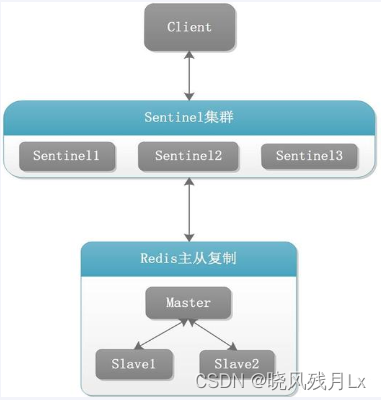 Client
Sentinel集群
Sentinel1 Sentinel2 Sentinel3
Redis主从复制
Master
Slave1 Slave2
CSDN @晓风残月Lx